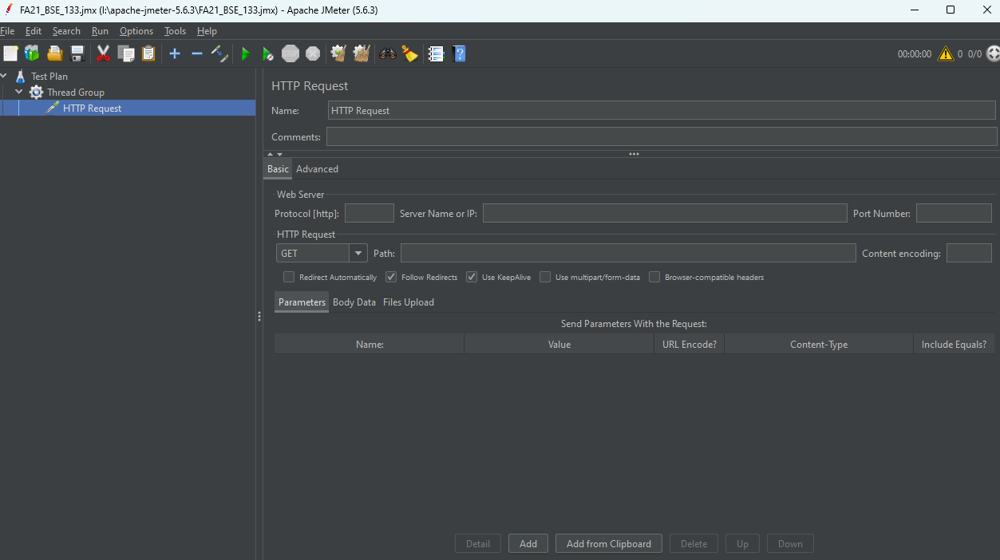 FA21_BSE_133.jmx (I:\apache-jmeter-5.6.3\FA21_BSE_133.jmx) - Apache JMeter (5.6.3)
File Edit Search Run Options Tools Help
00:00:00 0 0/0
Test Plan
Thread Group
HTTP Request
HTTP Request
Name: HTTP Request
Comments:
Basic Advanced
Web Server
Protocol [http]: Server Name or IP: Port Number:
HTTP Request
GET Path: Content encoding:
Redirect Automatically Follow Redirects Use KeepAlive Use multipart/form-data Browser-compatible headers
Parameters Body Data Files Upload
Send Parameters With the Request:
Name: Value URL Encode? Content-Type Include Equals?
Detail Add Add from Clipboard Delete Up Down